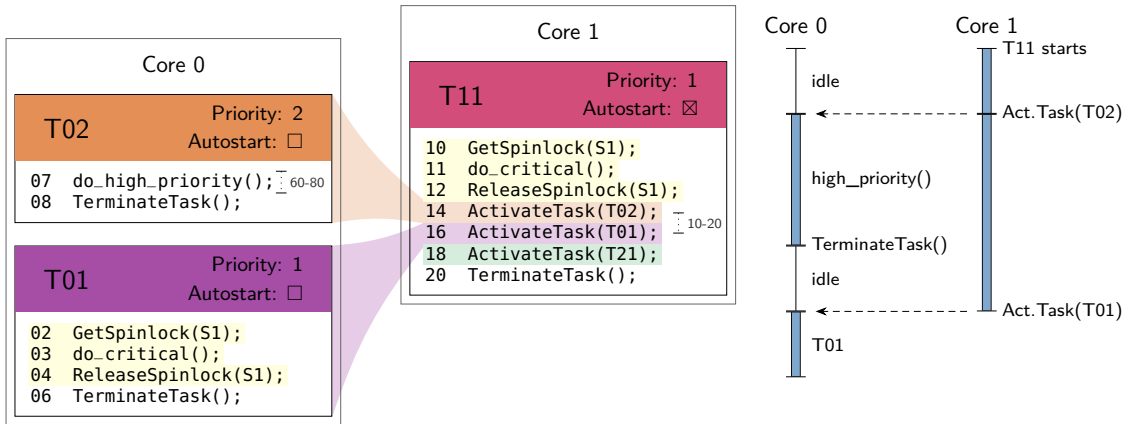 Core 0
T02
Priority: 2
Autostart: ☐
07 do_high_priority();
60-80
08 TerminateTask();
T01
Priority: 1
Autostart: ☐
02 GetSpinlock(S1);
03 do_critical();
04 ReleaseSpinlock(S1);
06 TerminateTask();
Core 1
T11
Priority: 1
Autostart: ☒
10 GetSpinlock(S1);
11 do_critical();
12 ReleaseSpinlock(S1);
14 ActivateTask(T02);
10-20
16 ActivateTask(T01);
18 ActivateTask(T21);
20 TerminateTask();
Core 0
Core 1
T11 starts
idle
Act.Task(T02)
high_priority()
TerminateTask()
idle
Act.Task(T01)
T01